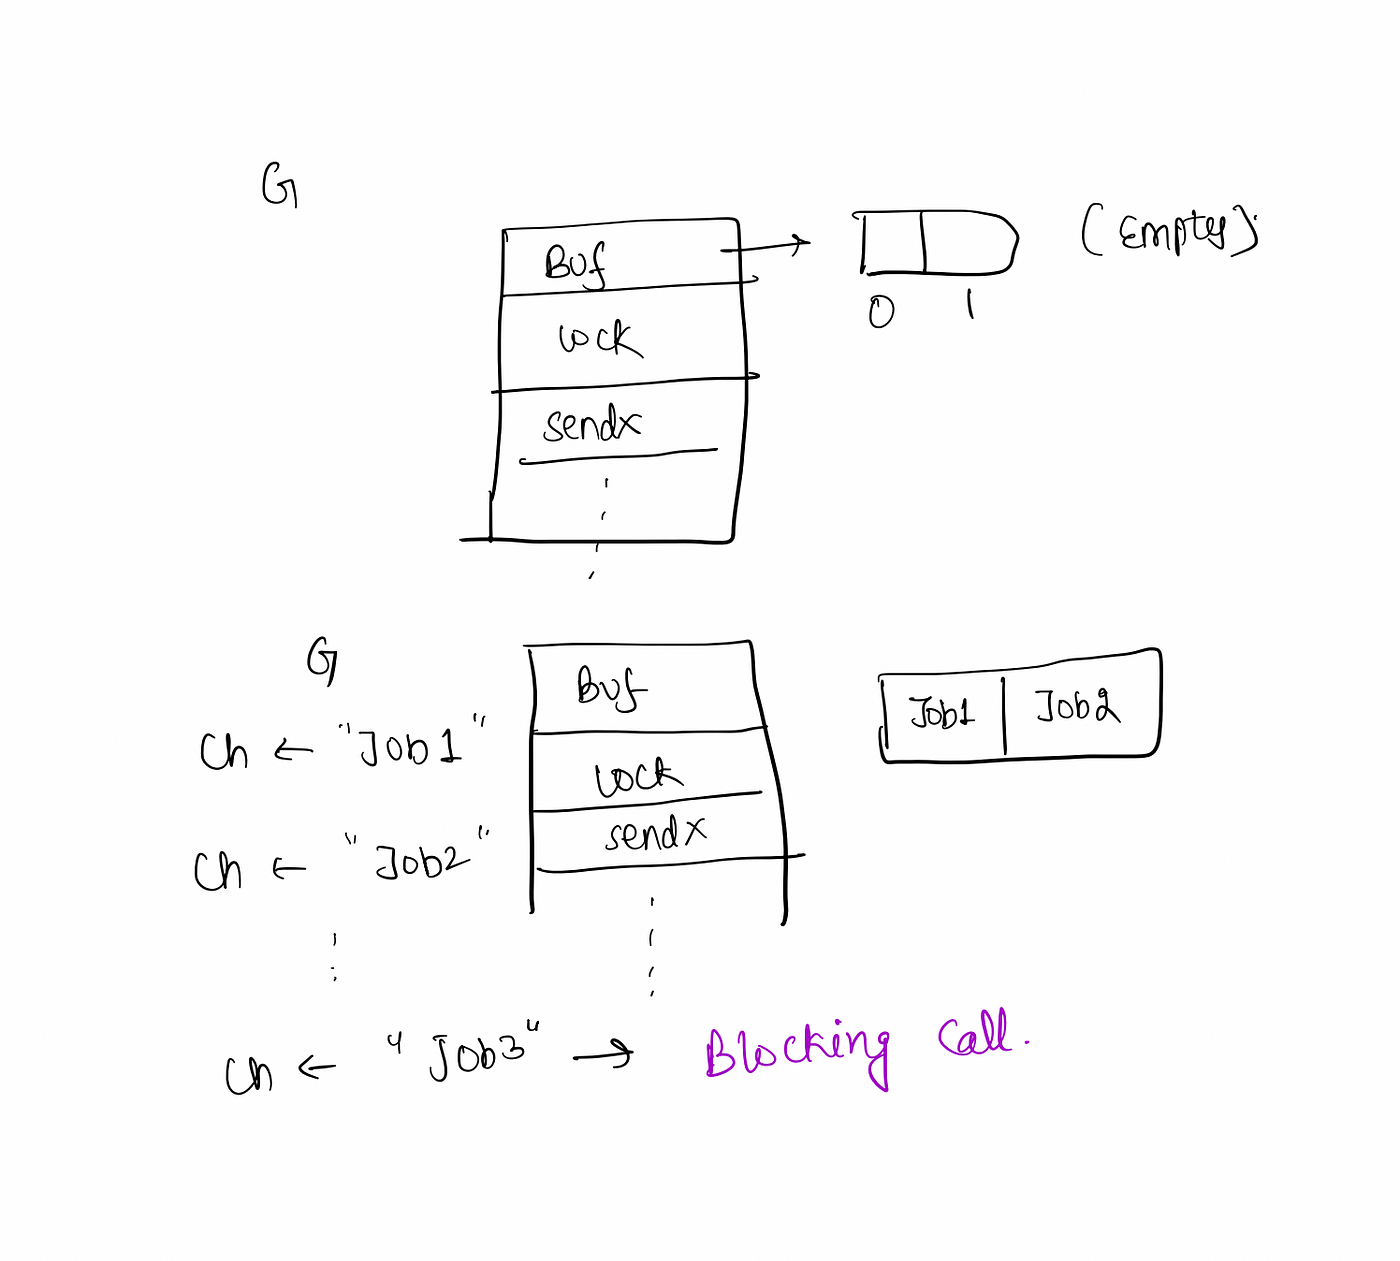 G
Buf
(Empty)
0 1
lock
sendx
G
Buf
Job1 Job2
Ch ← "Job1"
lock
sendx
Ch ← "Job2"
Ch ← "Job3" → Blocking Call.